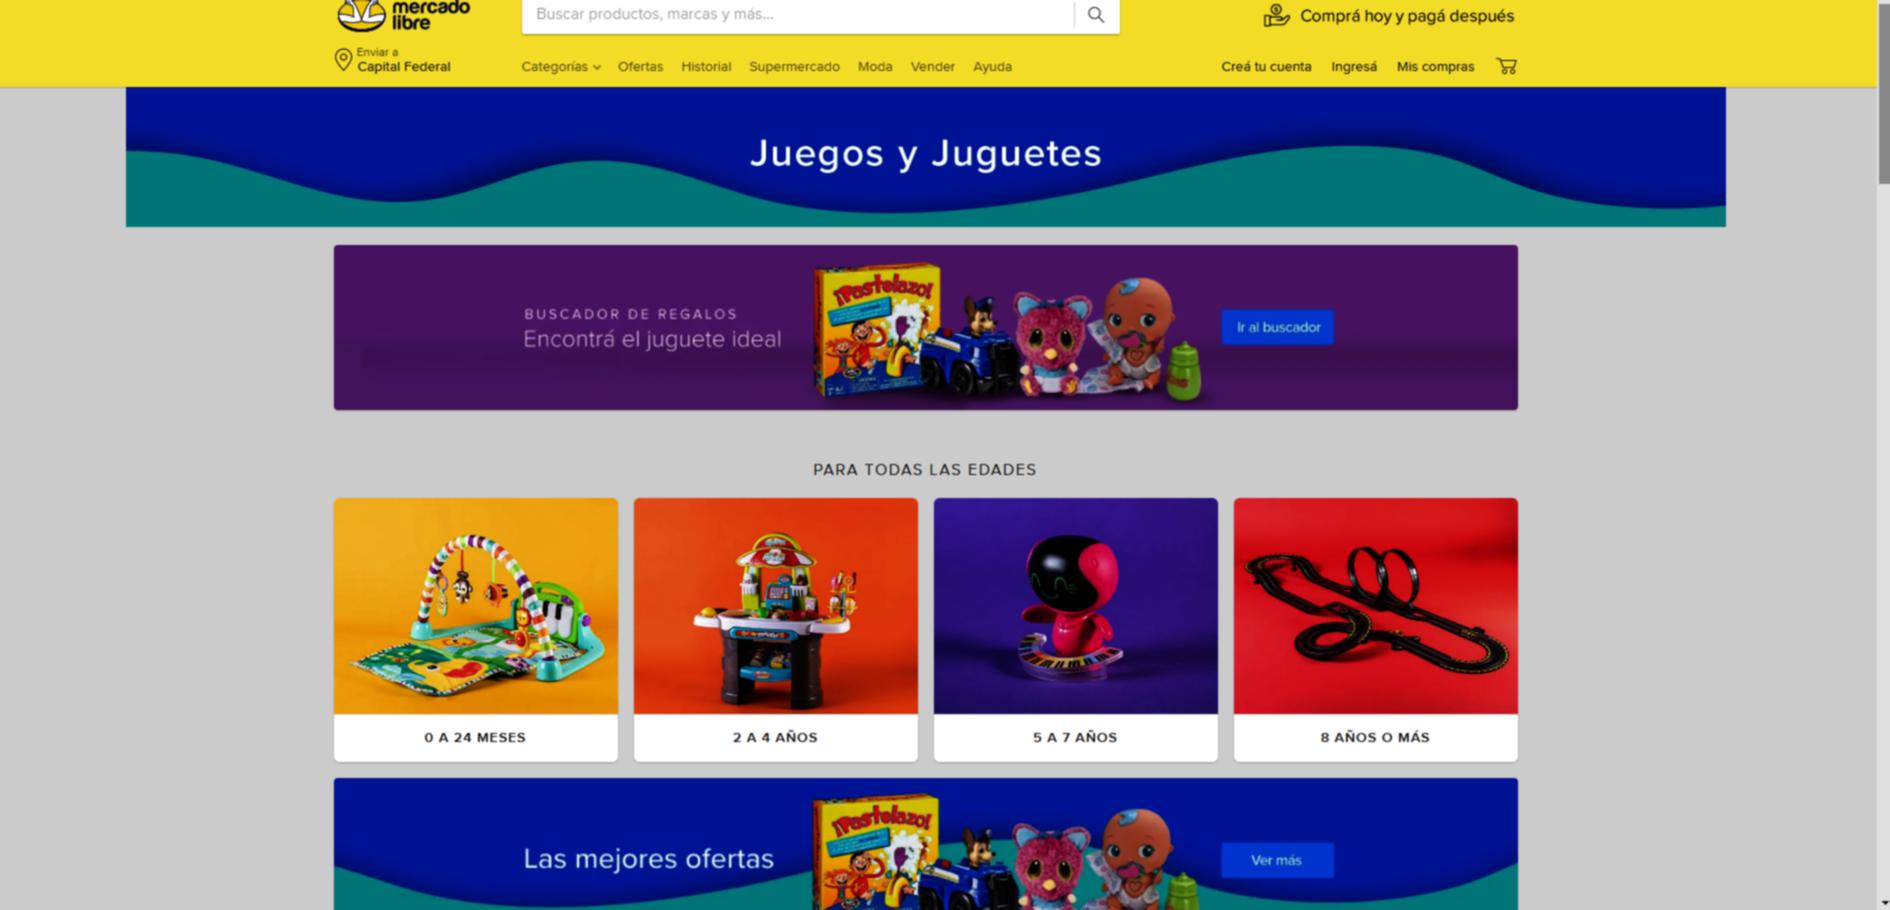 mercado
libre
Buscar productos, marcas y más...
Comprá hoy y pagá después
Enviar a
Capital Federal
Categorías Ofertas Historial Supermercado Moda Vender Ayuda
Creá tu cuenta Ingresá Mis compras
Juegos y Juguetes
BUSCADOR DE REGALOS
Encontrá el juguete ideal
¡Pastelazo!
Ir al buscador
PARA TODAS LAS EDADES
0 A 24 MESES
2 A 4 AÑOS
5 A 7 AÑOS
8 AÑOS O MÁS
Las mejores ofertas
¡Pastelazo!
Ver más